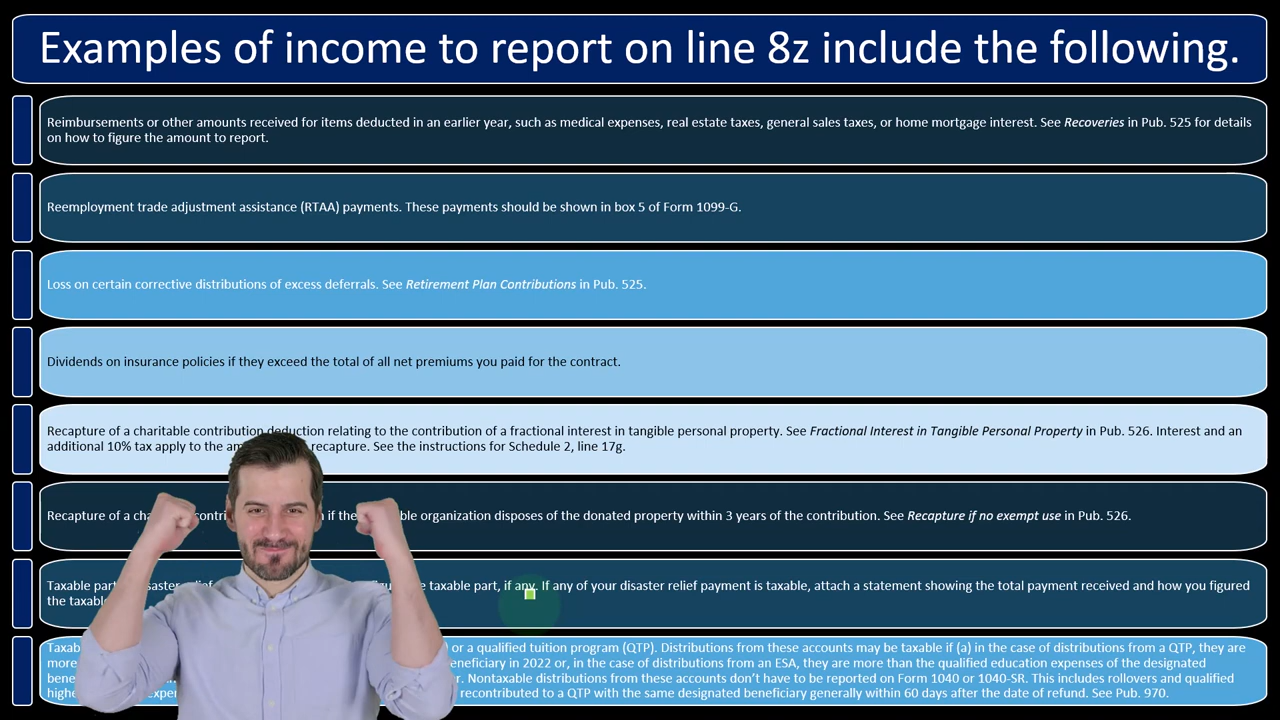 Examples of income to report on line 8z include the following.
Reimbursements or other amounts received for items deducted in an earlier year, such as medical expenses, real estate taxes, general sales taxes, or home mortgage interest. See Recoveries in Pub. 525 for details
on how to figure the amount to report.
Reemployment trade adjustment assistance (RTAA) payments. These payments should be shown in box 5 of Form 1099-G.
Loss on certain corrective distributions of excess deferrals. See Retirement Plan Contributions in Pub. 525.
Dividends on insurance policies if they exceed the total of all net premiums you paid for the contract.
Recapture of a charitable contribution deduction relating to the contribution of a fractional interest in tangible personal property. See Fractional Interest in Tangible Personal Property in Pub. 526. Interest and an
additional 10% tax apply to the recapture. See the instructions for Schedule 2, line 17g.
Recapture of a if the organization disposes of the donated property within 3 years of the contribution. See Recapture if no exempt use in Pub. 526.
Taxable taxable part, if any. If any of your disaster relief payment is taxable, attach a statement showing the total payment received and how you figured
the
or a qualified tuition program (QTP). Distributions from these accounts may be taxable if (a) in the case of distributions from a QTP, they are
more in 2022 or, in the case of distributions from an ESA, they are more than the qualified education expenses of the designated
Nontaxable distributions from these accounts don't have to be reported on Form 1040 or 1040-SR. This includes rollovers and qualified
recontributed to a QTP with the same designated beneficiary generally within 60 days after the date of refund. See Pub. 970.